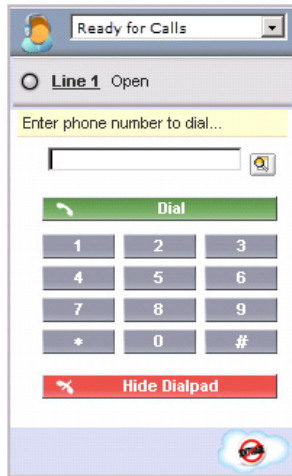 Ready for Calls
Line 1 Open
Enter phone number to dial...
Dial
1 2 3
4 5 6
7 8 9
* 0 #
Hide Dialpad